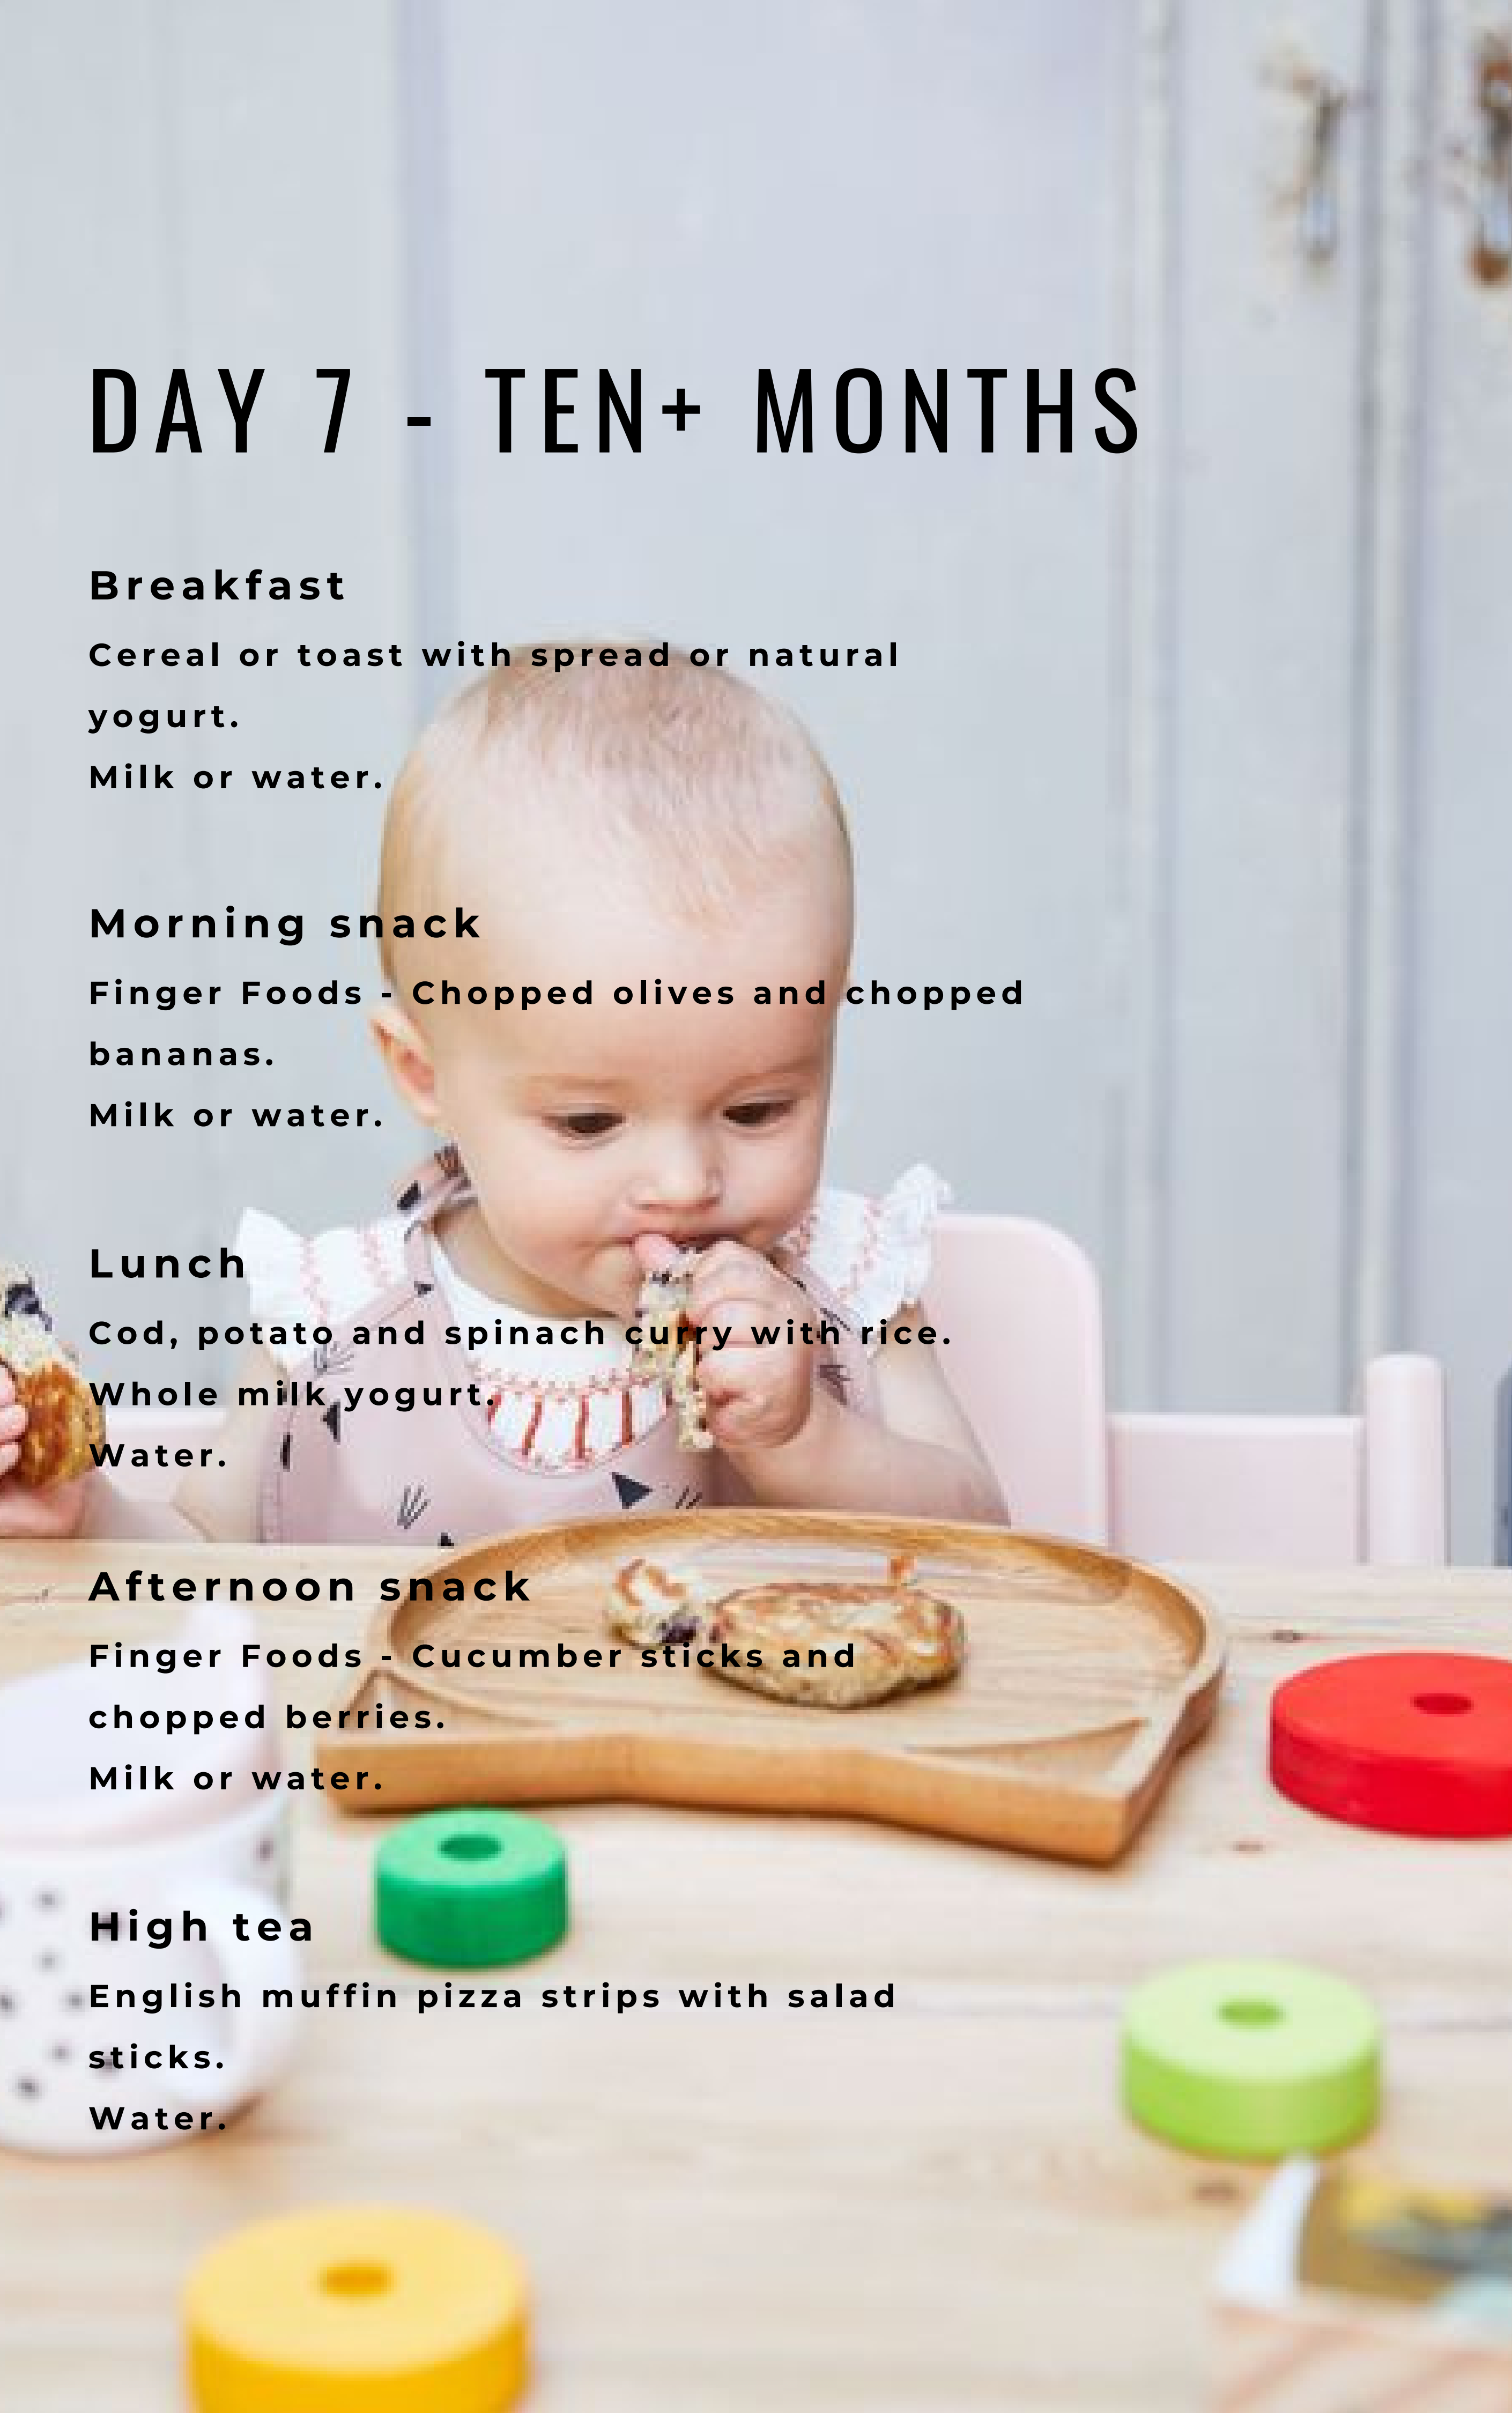 DAY 7 - TEN+ MONTHS
Breakfast
Cereal or toast with spread or natural
yogurt.
Milk or water.
Morning snack
Finger Foods - Chopped olives and chopped
bananas.
Milk or water.
Lunch
Cod, potato and spinach curry with rice.
Whole milk yogurt.
Water.
Afternoon snack
Finger Foods - Cucumber sticks and
chopped berries.
Milk or water.
High tea
English muffin pizza strips with salad
sticks.
Water.